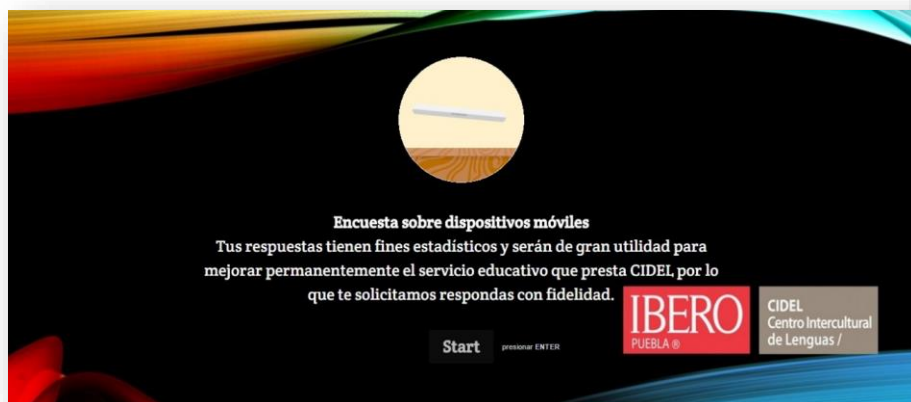 Encuesta sobre dispositivos móviles
Tus respuestas tienen fines estadísticos y serán de gran utilidad para
mejorar permanentemente el servicio educativo que presta CIDEL, por lo
que te solicitamos respondas con fidelidad.
Start presionar ENTER
IBERO
PUEBLA ®
CIDEL
Centro Intercultural
de Lenguas /